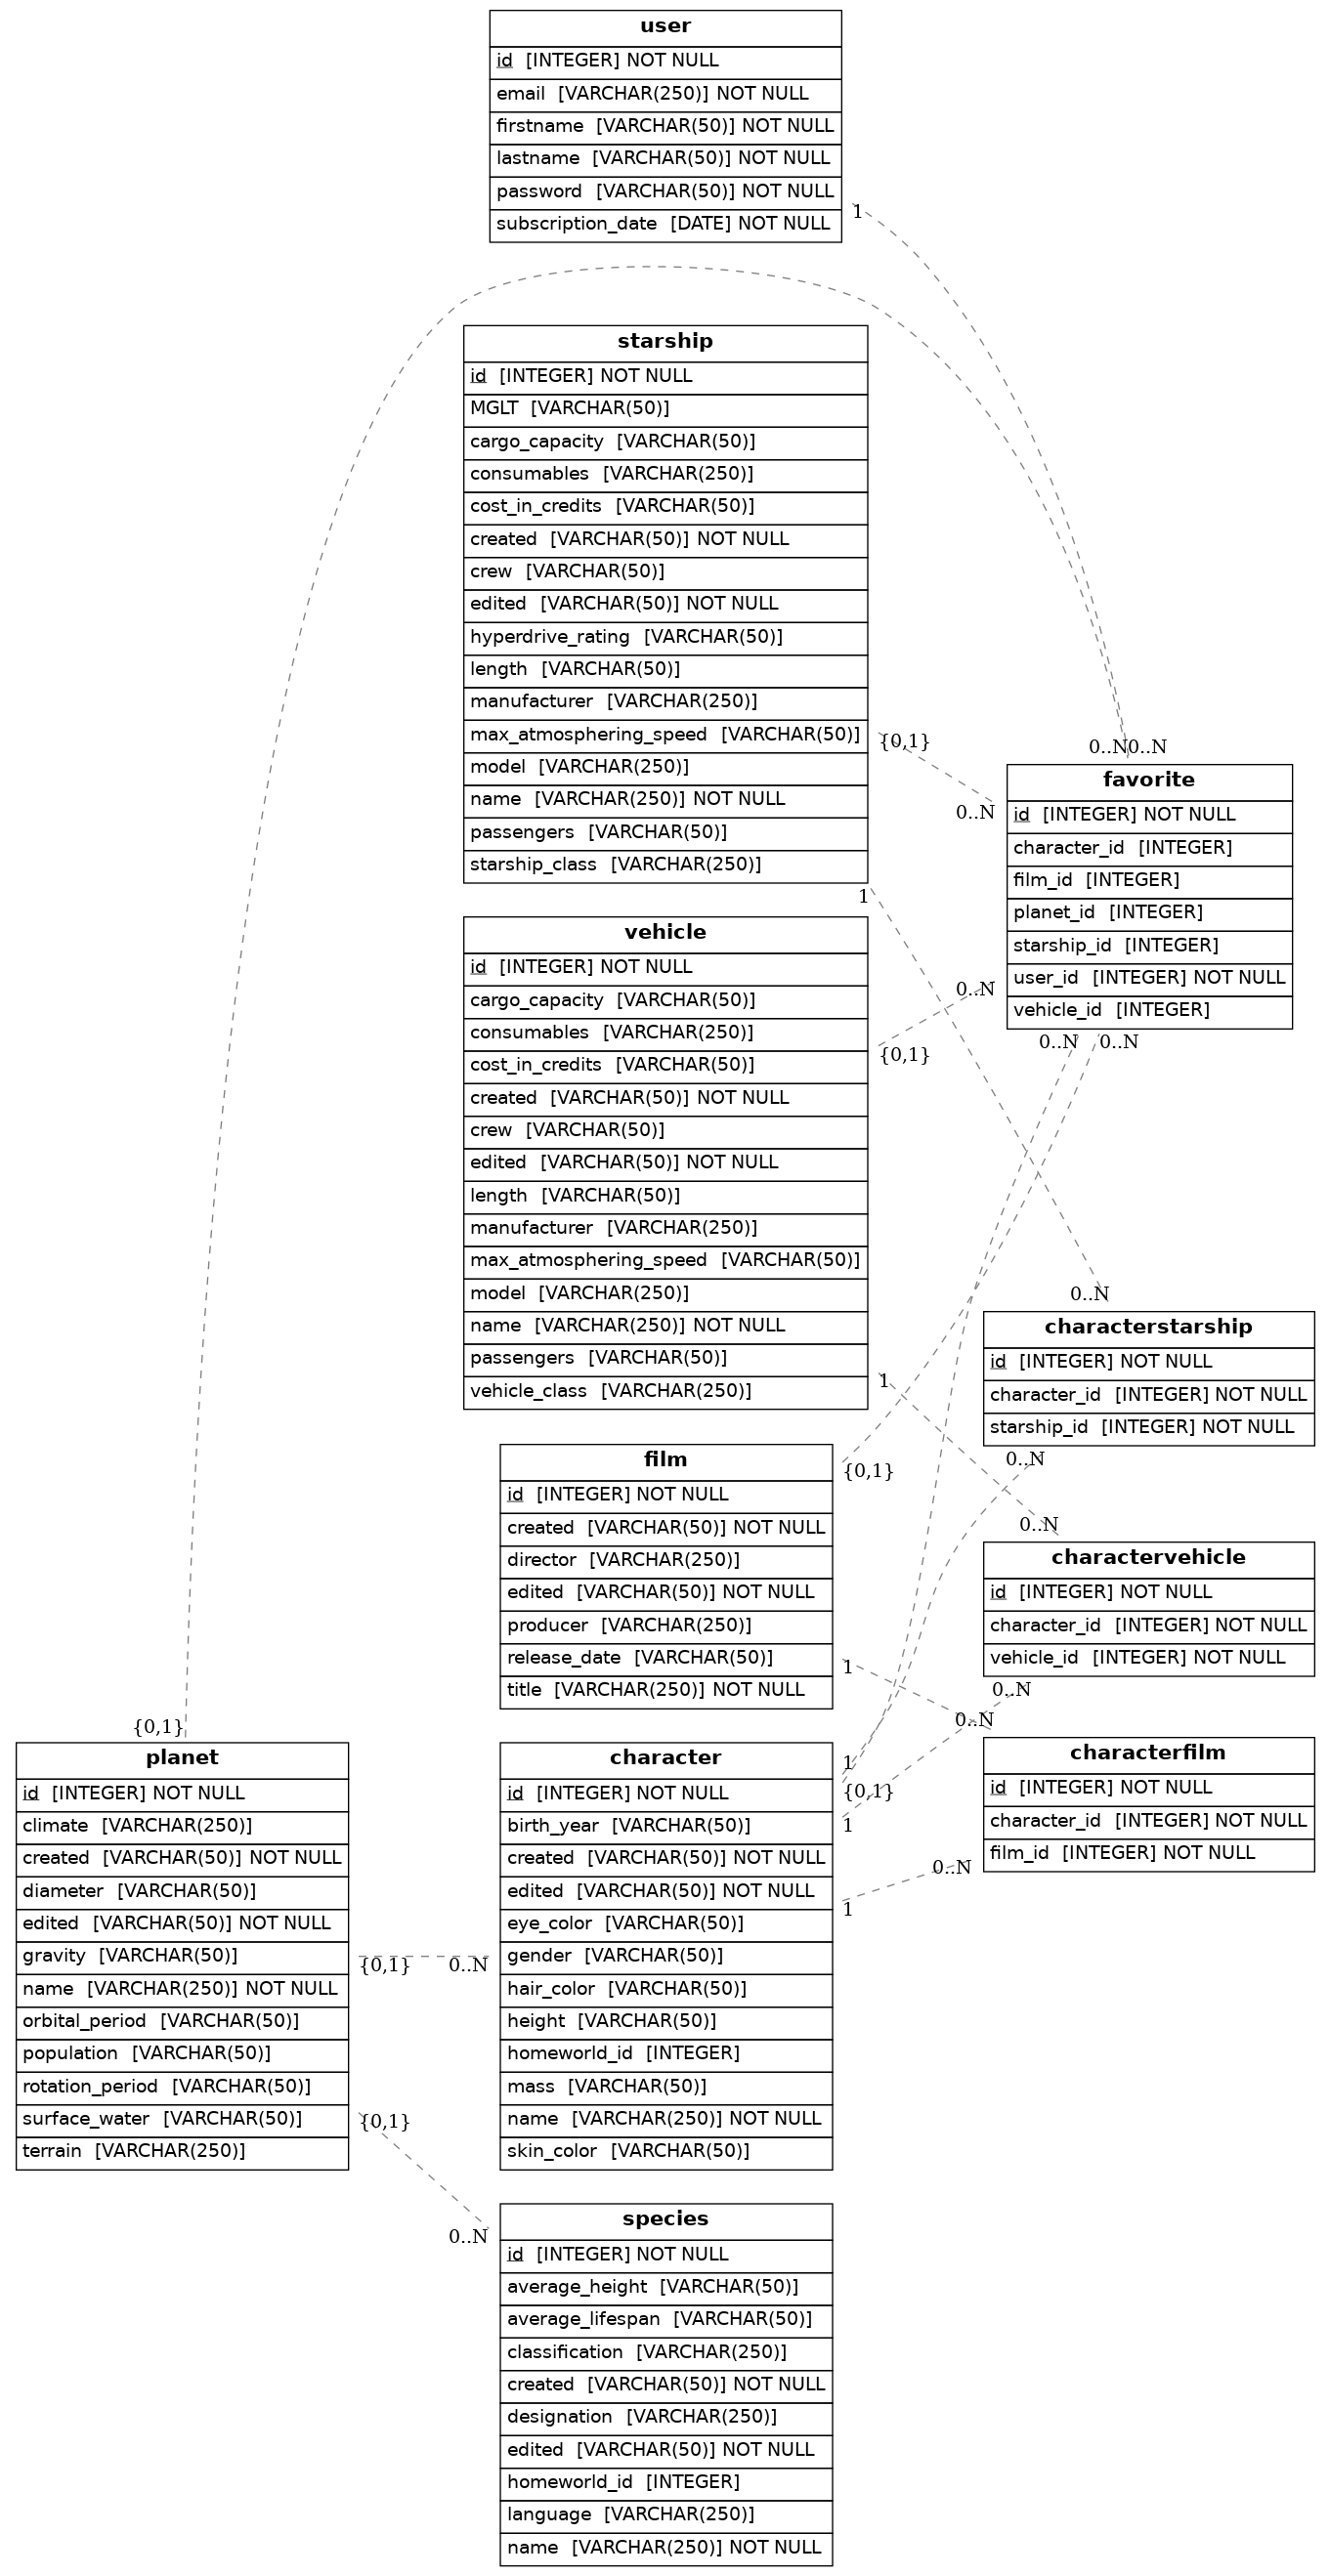 user
id [INTEGER] NOT NULL
email [VARCHAR(250)] NOT NULL
firstname [VARCHAR(50)] NOT NULL
lastname [VARCHAR(50)] NOT NULL
password [VARCHAR(50)] NOT NULL
subscription_date [DATE] NOT NULL
1
starship
id [INTEGER] NOT NULL
MGLT [VARCHAR(50)]
cargo_capacity [VARCHAR(50)]
consumables [VARCHAR(250)]
cost_in_credits [VARCHAR(50)]
created [VARCHAR(50)] NOT NULL
crew [VARCHAR(50)]
edited [VARCHAR(50)] NOT NULL
hyperdrive_rating [VARCHAR(50)]
length [VARCHAR(50)]
manufacturer [VARCHAR(250)]
max_atmosphering_speed [VARCHAR(50)]
model [VARCHAR(250)]
name [VARCHAR(250)] NOT NULL
passengers [VARCHAR(50)]
starship_class [VARCHAR(250)]
{0,1}
0..N
1
0..N0..N
favorite
id [INTEGER] NOT NULL
character_id [INTEGER]
film_id [INTEGER]
planet_id [INTEGER]
starship_id [INTEGER]
user_id [INTEGER] NOT NULL
vehicle_id [INTEGER]
0..N
0..N
0..N
vehicle
id [INTEGER] NOT NULL
cargo_capacity [VARCHAR(50)]
consumables [VARCHAR(250)]
cost_in_credits [VARCHAR(50)]
created [VARCHAR(50)] NOT NULL
crew [VARCHAR(50)]
edited [VARCHAR(50)] NOT NULL
length [VARCHAR(50)]
manufacturer [VARCHAR(250)]
max_atmosphering_speed [VARCHAR(50)]
model [VARCHAR(250)]
name [VARCHAR(250)] NOT NULL
passengers [VARCHAR(50)]
vehicle_class [VARCHAR(250)]
{0,1}
1
0..N
characterstarship
id [INTEGER] NOT NULL
character_id [INTEGER] NOT NULL
starship_id [INTEGER] NOT NULL
0..N
film
id [INTEGER] NOT NULL
created [VARCHAR(50)] NOT NULL
director [VARCHAR(250)]
edited [VARCHAR(50)] NOT NULL
producer [VARCHAR(250)]
release_date [VARCHAR(50)]
title [VARCHAR(250)] NOT NULL
{0,1}
1
0..N
charactervehicle
id [INTEGER] NOT NULL
character_id [INTEGER] NOT NULL
vehicle_id [INTEGER] NOT NULL
0..N
0..N
characterfilm
id [INTEGER] NOT NULL
character_id [INTEGER] NOT NULL
film_id [INTEGER] NOT NULL
0..N
{0,1}
planet
id [INTEGER] NOT NULL
climate [VARCHAR(250)]
created [VARCHAR(50)] NOT NULL
diameter [VARCHAR(50)]
edited [VARCHAR(50)] NOT NULL
gravity [VARCHAR(50)]
name [VARCHAR(250)] NOT NULL
orbital_period [VARCHAR(50)]
population [VARCHAR(50)]
rotation_period [VARCHAR(50)]
surface_water [VARCHAR(50)]
terrain [VARCHAR(250)]
{0,1}
0..N
{0,1}
0..N
character
id [INTEGER] NOT NULL
birth_year [VARCHAR(50)]
created [VARCHAR(50)] NOT NULL
edited [VARCHAR(50)] NOT NULL
eye_color [VARCHAR(50)]
gender [VARCHAR(50)]
hair_color [VARCHAR(50)]
height [VARCHAR(50)]
homeworld_id [INTEGER]
mass [VARCHAR(50)]
name [VARCHAR(250)] NOT NULL
skin_color [VARCHAR(50)]
1
{0,1}
1
1
species
id [INTEGER] NOT NULL
average_height [VARCHAR(50)]
average_lifespan [VARCHAR(50)]
classification [VARCHAR(250)]
created [VARCHAR(50)] NOT NULL
designation [VARCHAR(250)]
edited [VARCHAR(50)] NOT NULL
homeworld_id [INTEGER]
language [VARCHAR(250)]
name [VARCHAR(250)] NOT NULL